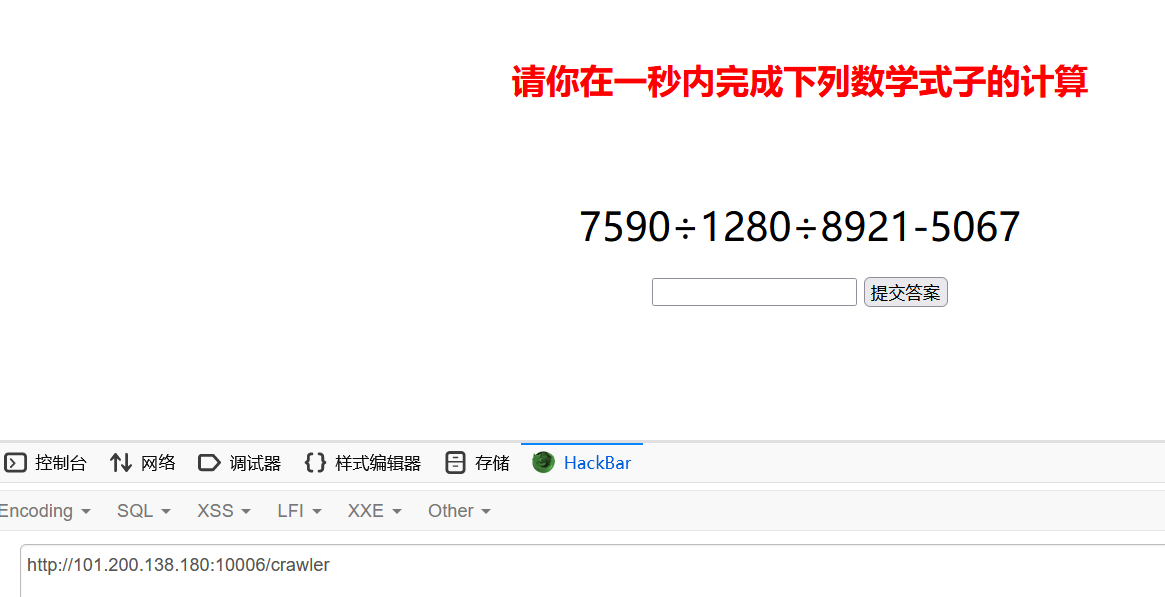 请你在一秒内完成下列数学式子的计算
7590÷1280÷8921-5067
提交答案
控制台 网络 调试器 样式编辑器 存储 HackBar
Encoding SQL XSS LFI XXE Other
http://101.200.138.180:10006/crawler